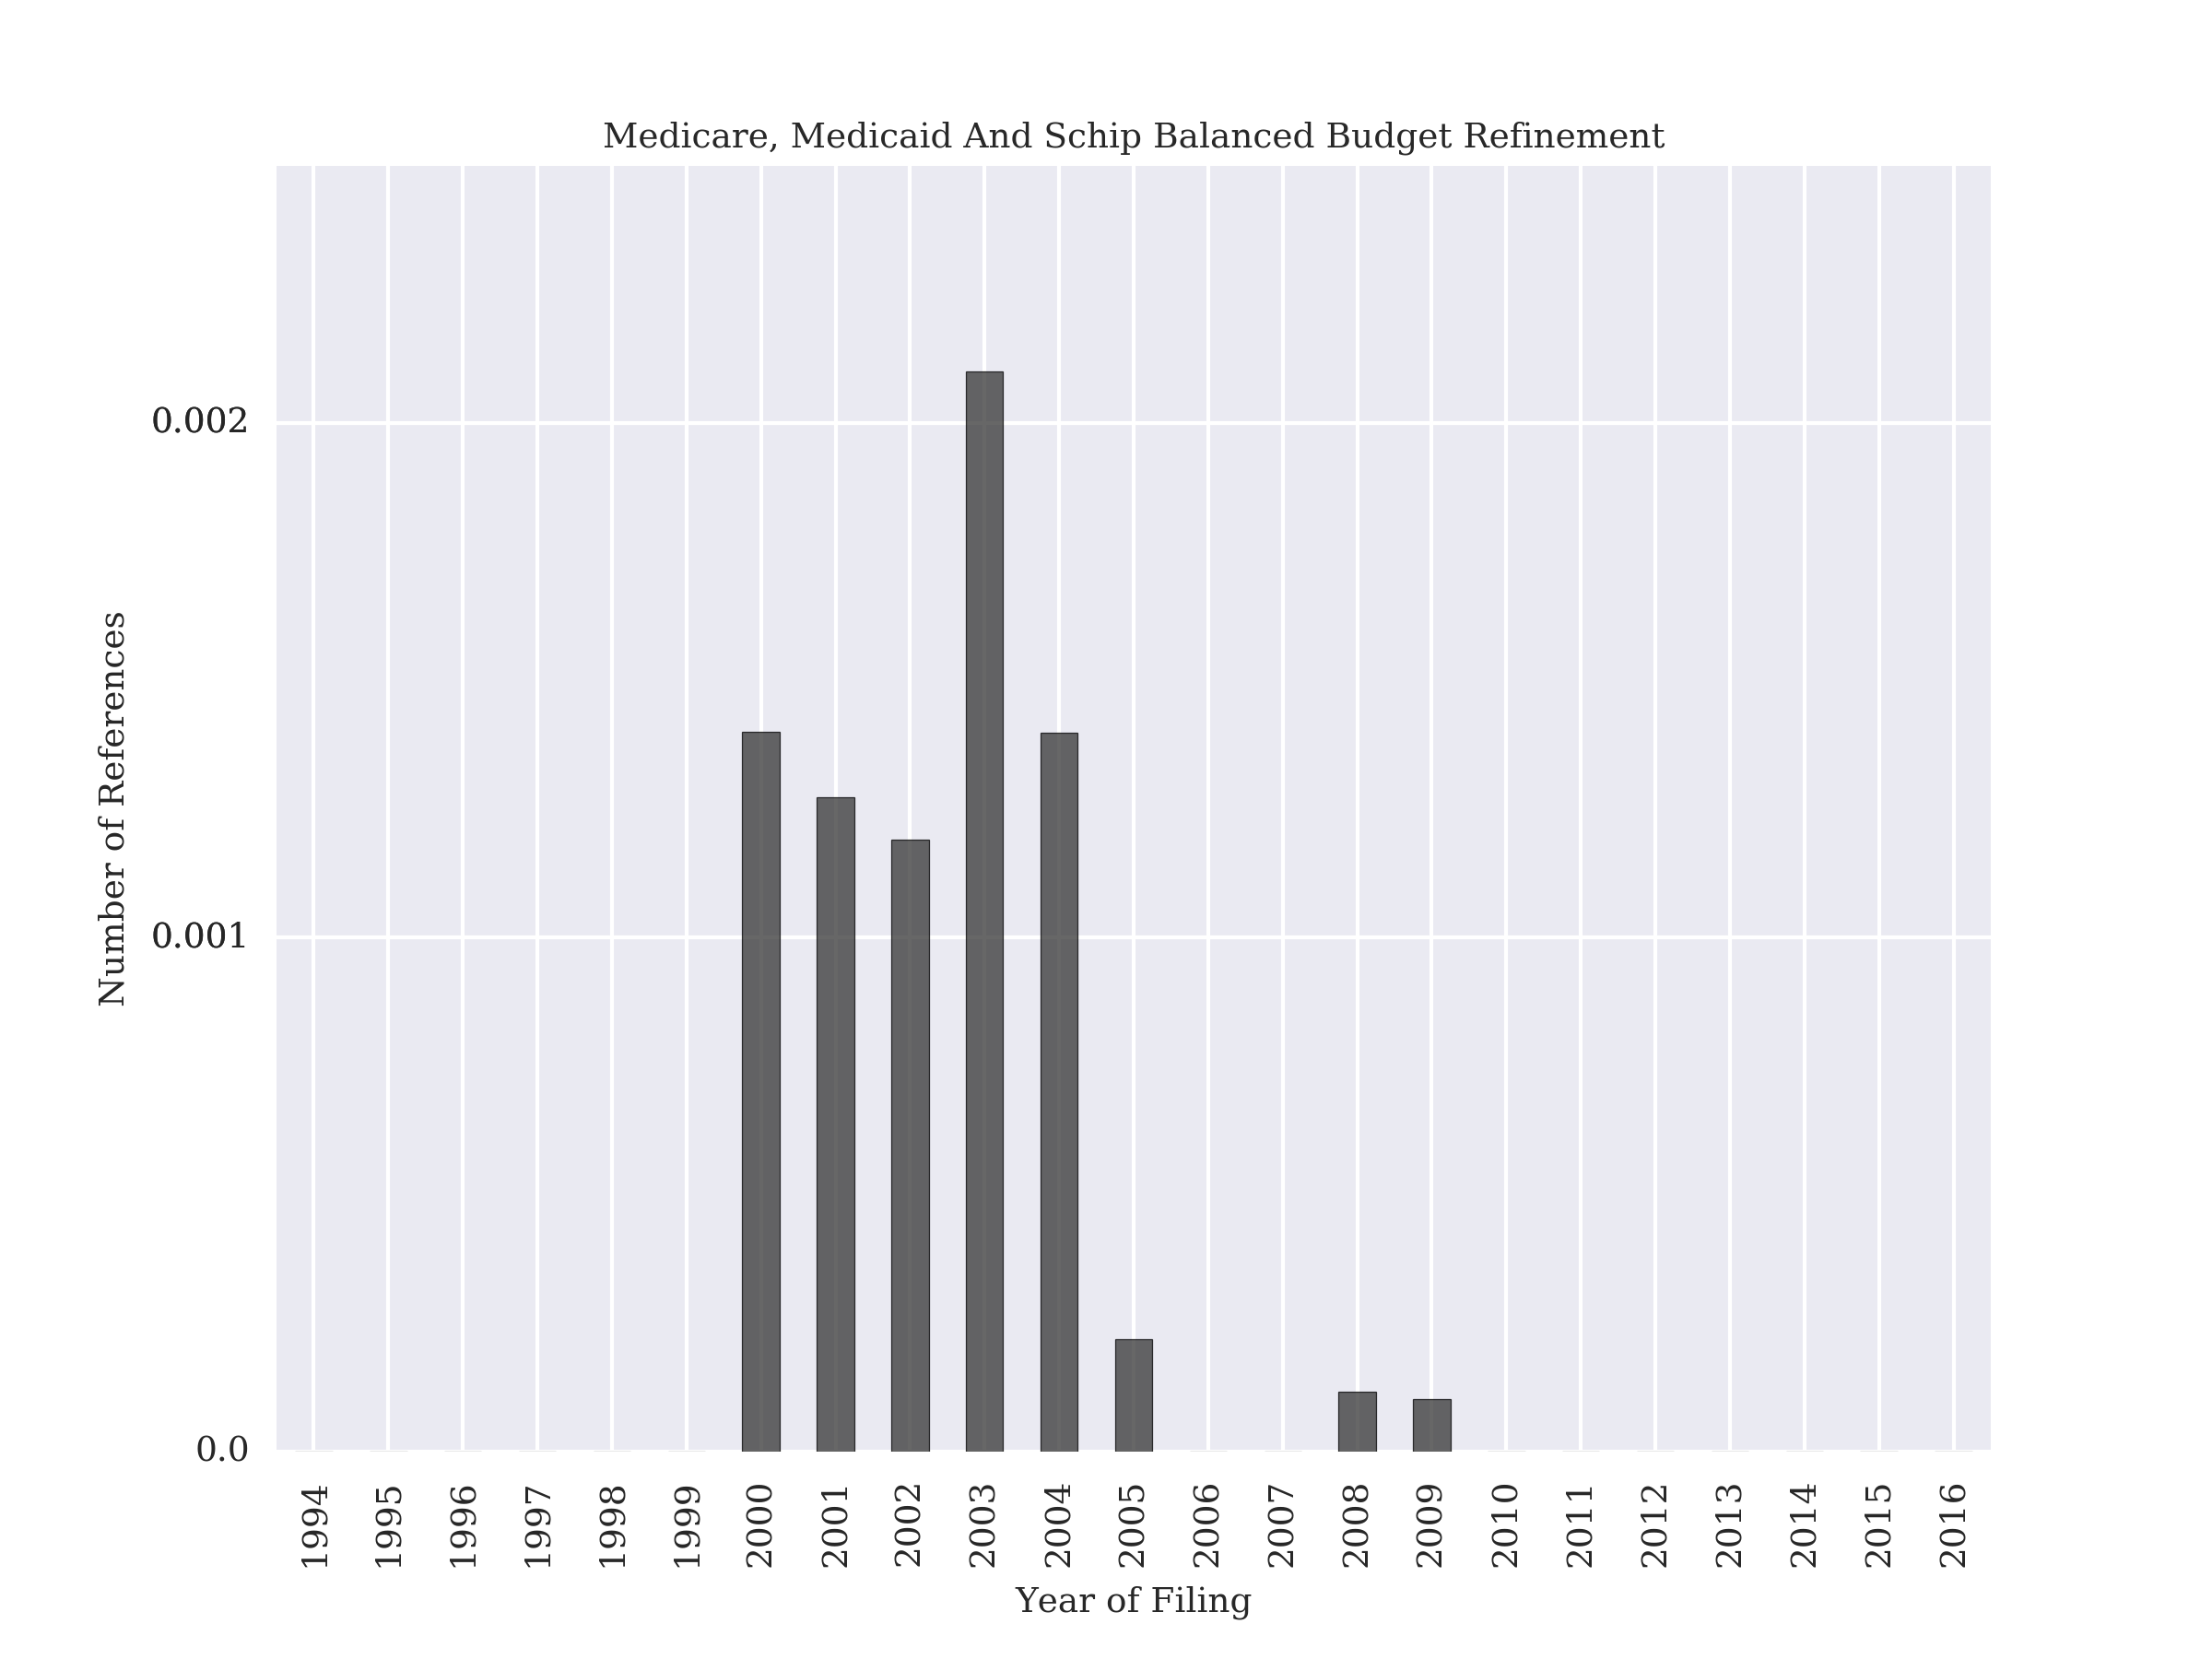 Medicare, Medicaid And Schip Balanced Budget Refinement
Number of References
0.002
0.001
0.0
1994 1995 1996 1997 1998 1999 2000 2001 2002 2003 2004 2005 2006 2007 2008 2009 2010 2011 2012 2013 2014 2015 2016
Year of Filing